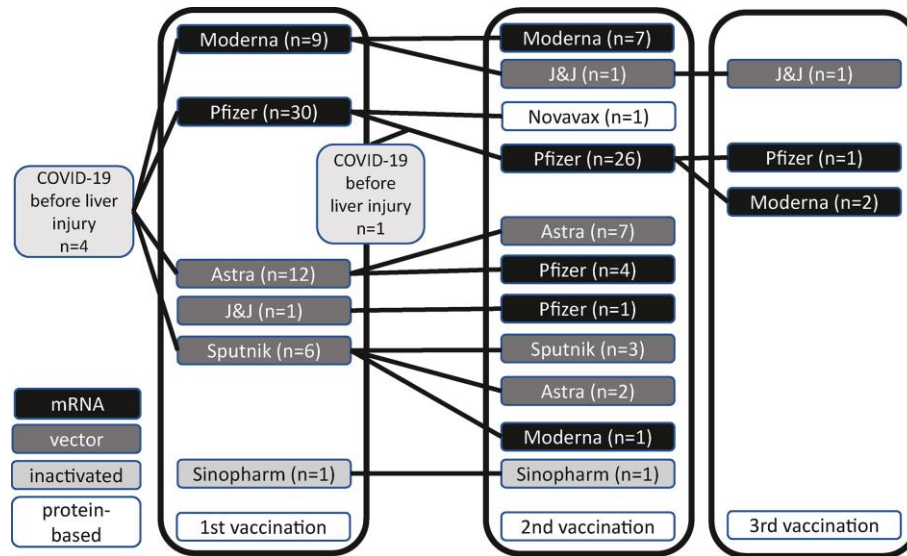 Moderna (n=9)
Moderna (n=7)
J&J (n=1)
J&J (n=1)
Pfizer (n=30)
Novavax (n=1)
COVID-19
before liver
injury
n=4
COVID-19
before
liver injury
n=1
Pfizer (n=26)
Pfizer (n=1)
Moderna (n=2)
Astra (n=7)
Astra (n=12)
Pfizer (n=4)
J&J (n=1)
Pfizer (n=1)
Sputnik (n=6)
Sputnik (n=3)
Astra (n=2)
Moderna (n=1)
mRNA
vector
inactivated
protein-
based
Sinopharm (n=1)
Sinopharm (n=1)
1st vaccination
2nd vaccination
3rd vaccination